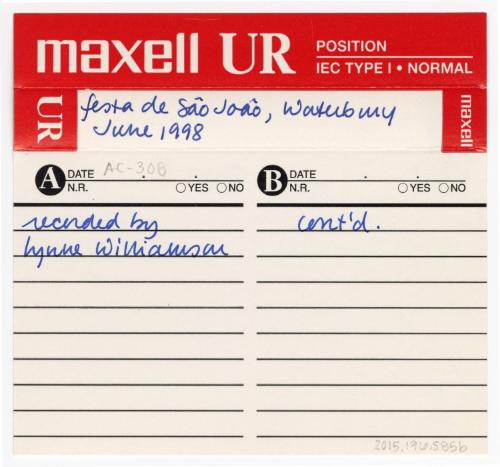 maxell UR POSITION
IEC TYPE I • NORMAL
UR
festa de São João, Waterbury
June 1998
maxell
A DATE AC-308 . .
N.R. ○YES ○NO
recorded by
Lynne Williamson
B DATE . .
N.R. ○YES ○NO
cont'd.
2015.196.585b